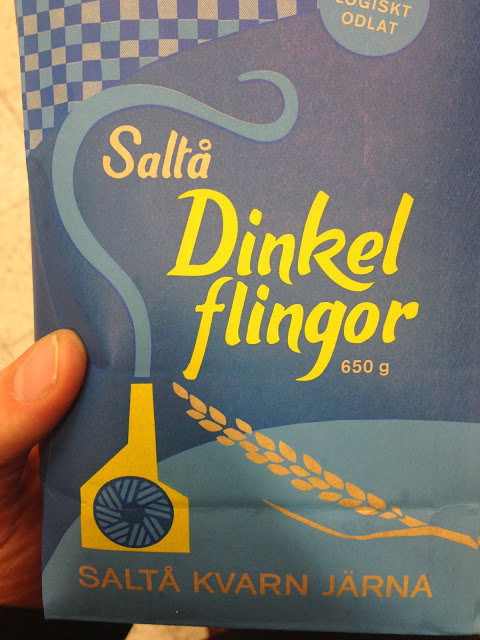 LOGISKT
ODLAT
Saltå
Dinkel
flingor
650 g
SALTÅ KVARN JÄRNA